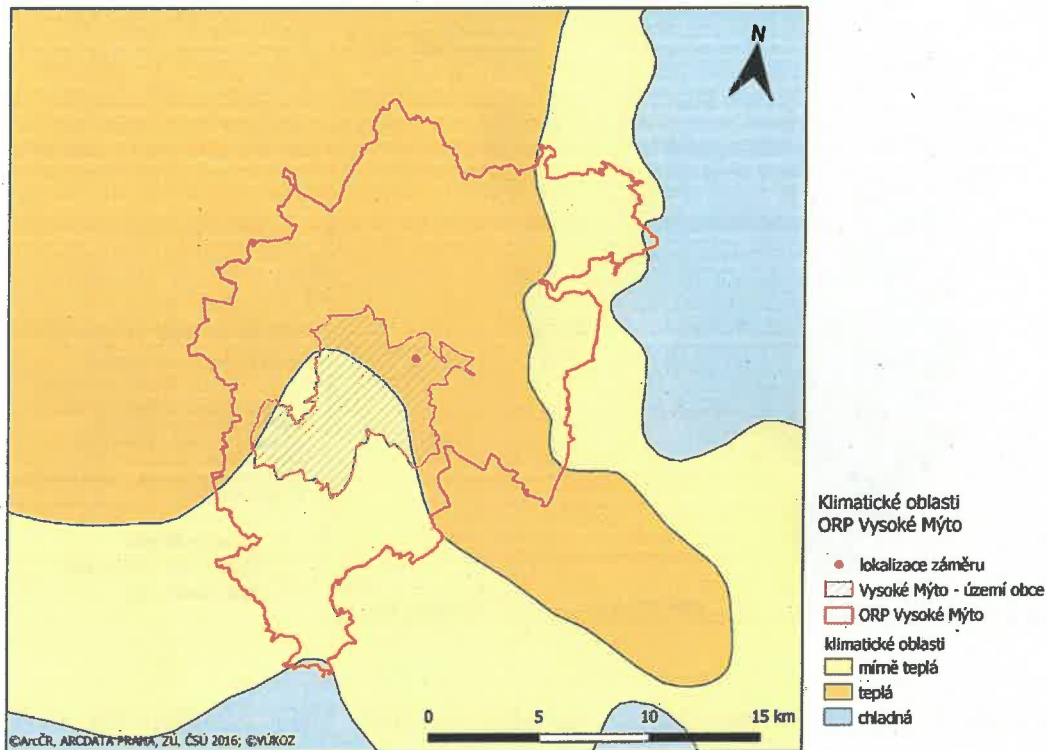 N
Klimatické oblasti
ORP Vysoké Mýto
lokalizace záměru
Vysoké Mýto - území obce
ORP Vysoké Mýto
klimatické oblasti
mírně teplá
teplá
chladná
0 5 10 15 km
©ArcČR, ARCDATA PRAHA, ZÚ, ČSÚ 2016; ©VÚKOZ